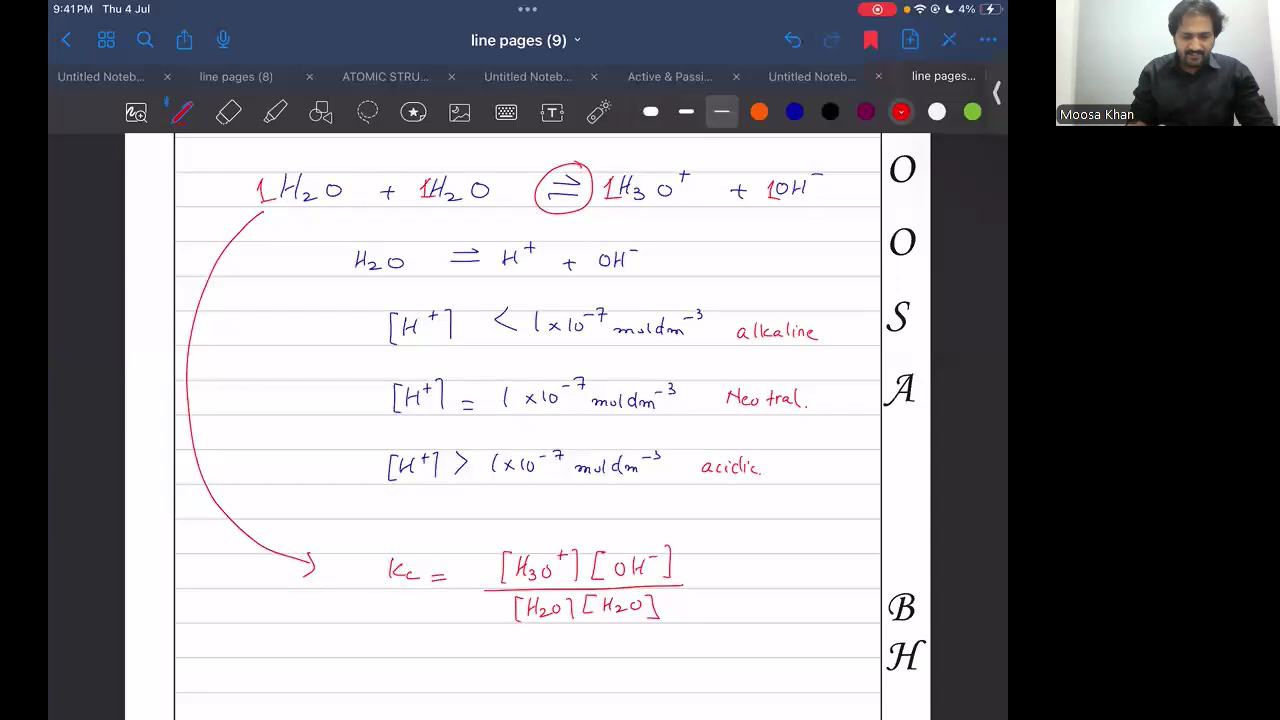 9:41PM Thu 4 Jul
4%
line pages (9)
Untitled Noteb...
line pages (8)
ATOMIC STRU...
Untitled Noteb...
Active & Passi...
Untitled Noteb...
line pages...
Moosa Khan
1H₂O + 1H₂O ⇌ 1H₃O⁺ + 1OH⁻
H₂O ⇌ H⁺ + OH⁻
[H⁺] < 1×10⁻⁷ moldm⁻³ alkaline
[H⁺] = 1×10⁻⁷ moldm⁻³ Neutral.
[H⁺] > 1×10⁻⁷ moldm⁻³ acidic.
Kc = [H₃O⁺][OH⁻]
[H₂O][H₂O]
O
O
S
A
B
H